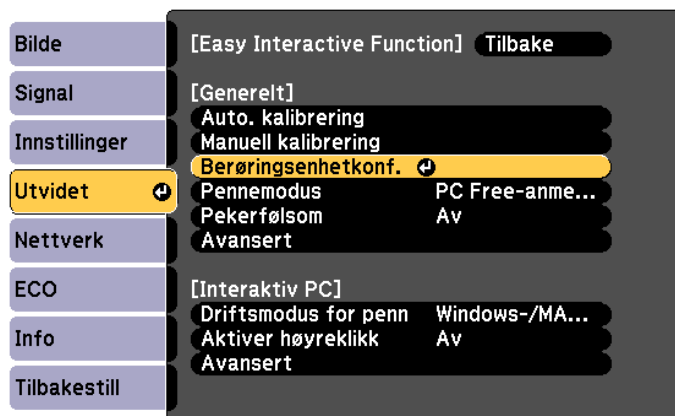 Bilde
Signal
Innstillinger
Utvidet
Nettverk
ECO
Info
Tilbakestill
[Easy Interactive Function] Tilbake
[Generelt]
Auto. kalibrering
Manuell kalibrering
Berøringsenhetkonf.
Pennemodus PC Free-anme...
Pekerfølsom Av
Avansert
[Interaktiv PC]
Driftsmodus for penn Windows-/MA...
Aktiver høyreklikk Av
Avansert